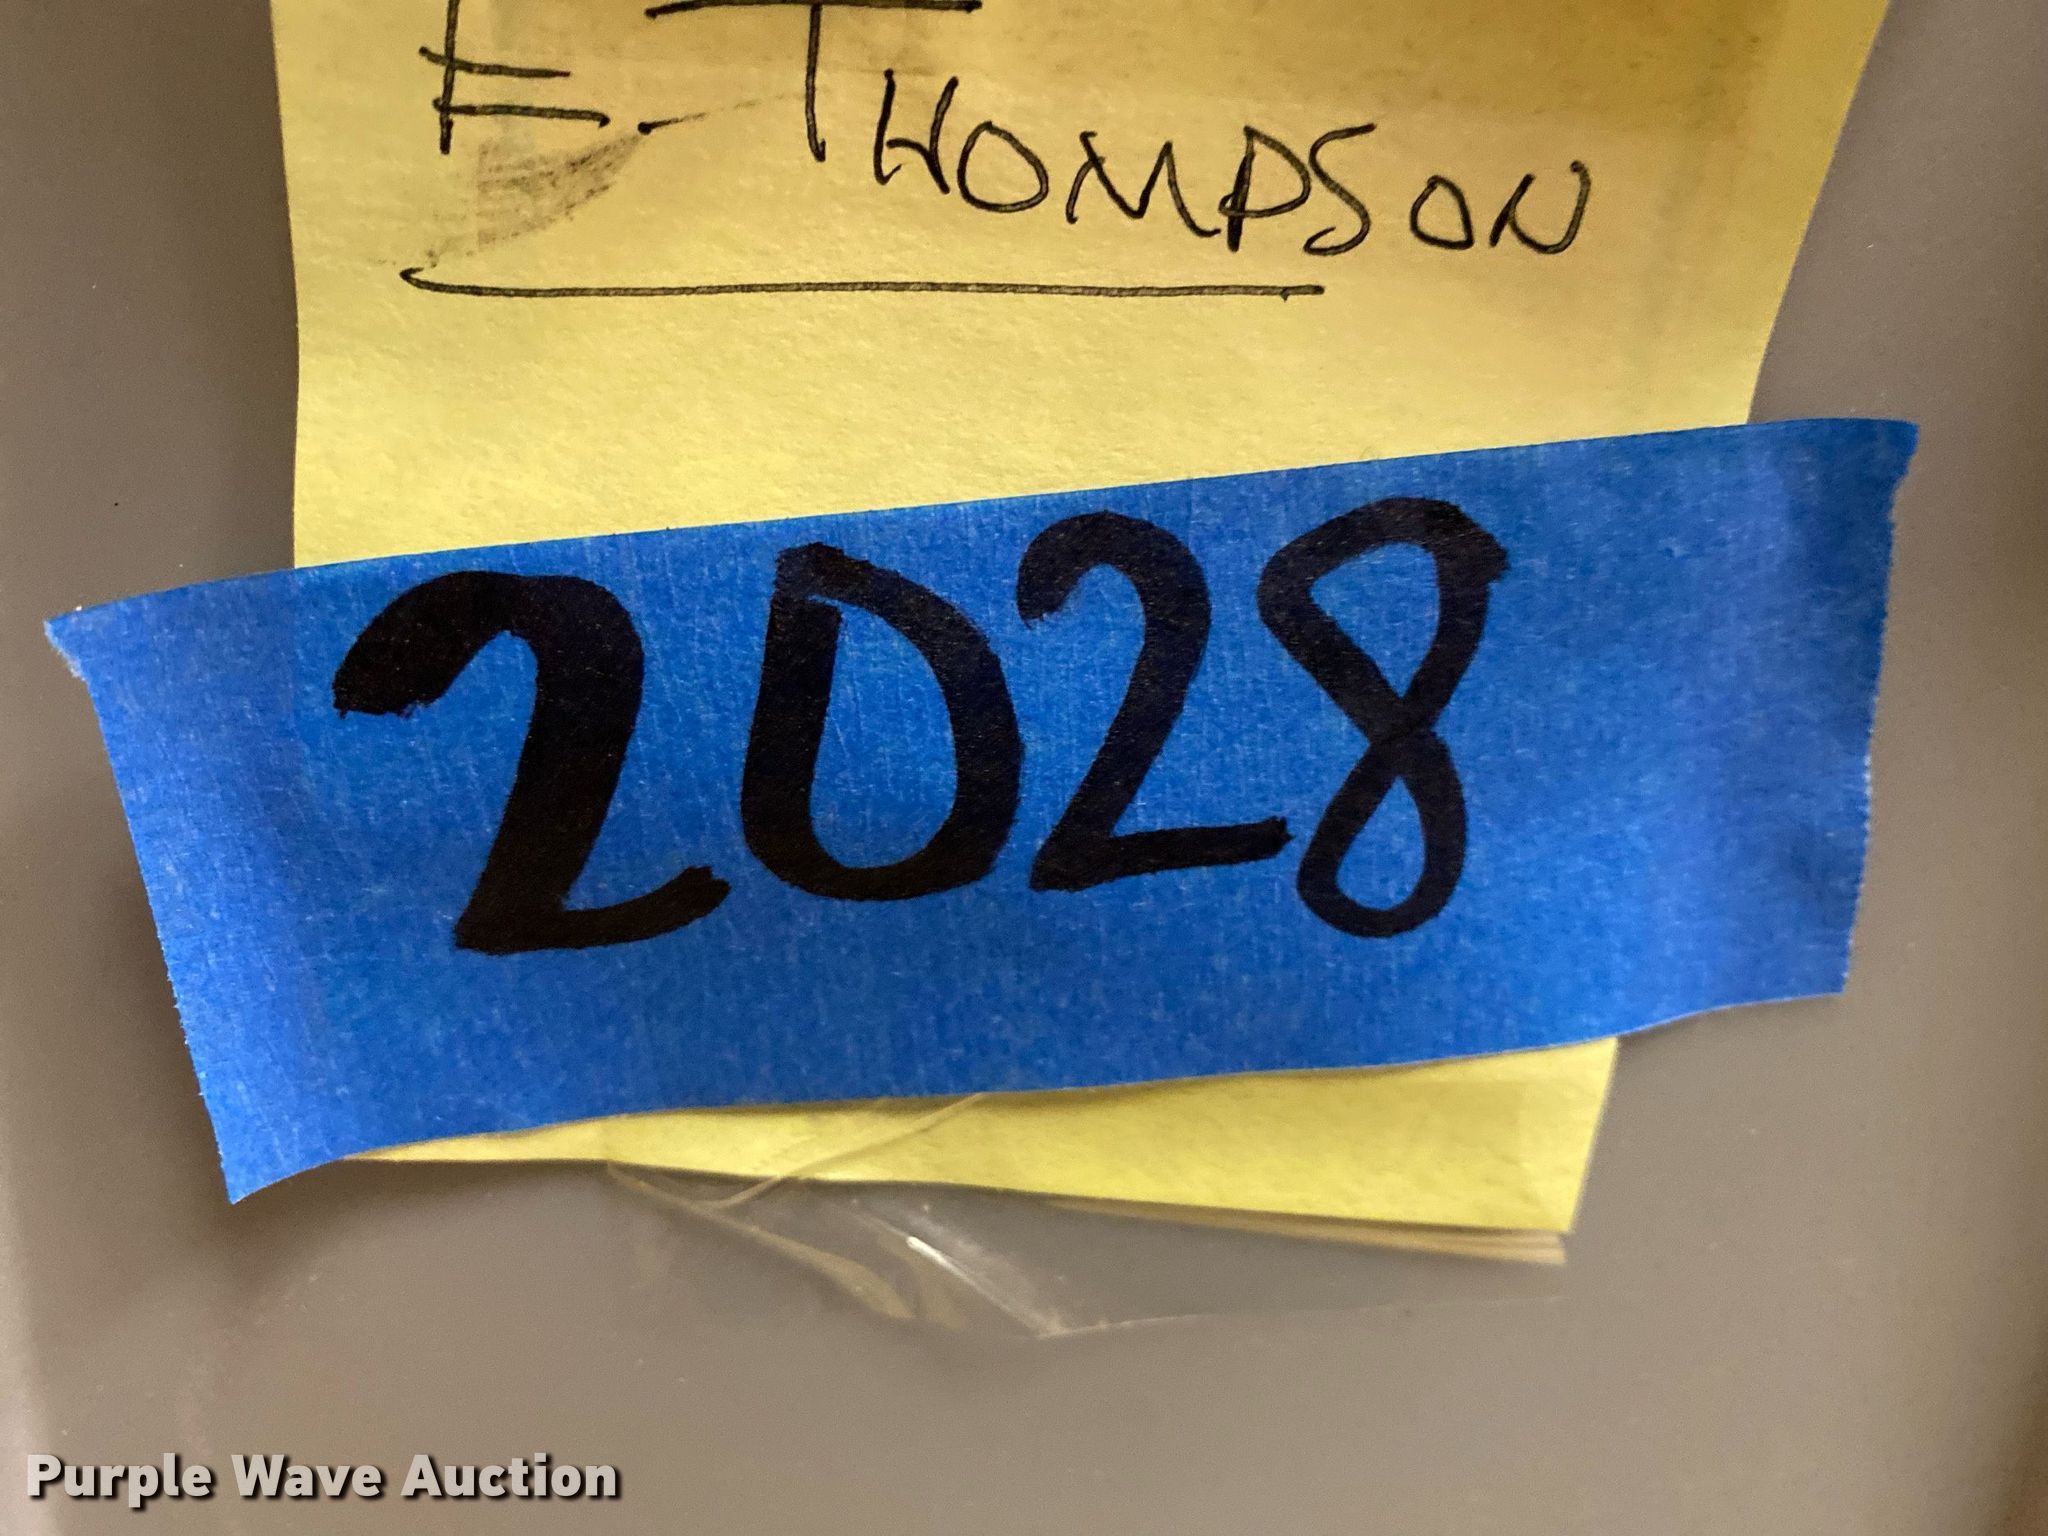 E. THOMPSON
2028
Purple Wave Auction